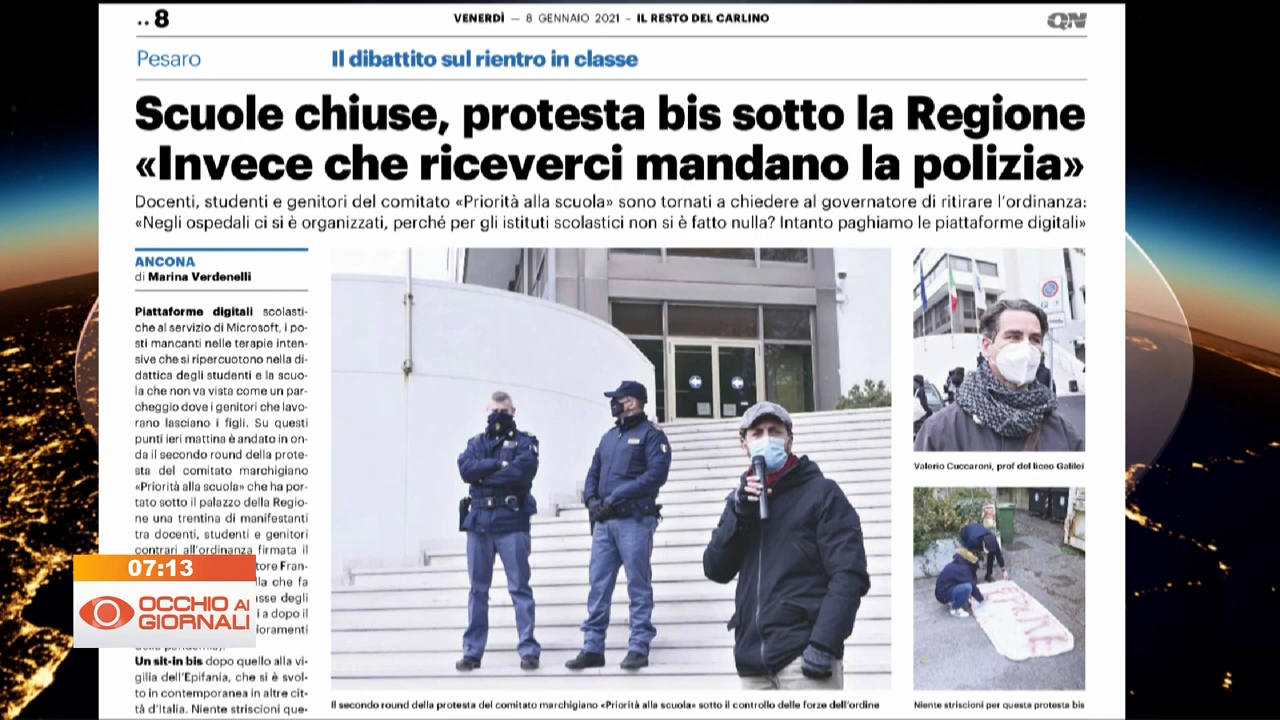 ..8
VENERDÌ — 8 GENNAIO 2021 – IL RESTO DEL CARLINO
QN
Pesaro
Il dibattito sul rientro in classe
Scuole chiuse, protesta bis sotto la Regione
«Invece che riceverci mandano la polizia»
Docenti, studenti e genitori del comitato «Priorità alla scuola» sono tornati a chiedere al governatore di ritirare l'ordinanza:
«Negli ospedali ci si è organizzati, perché per gli istituti scolastici non si è fatto nulla? Intanto paghiamo le piattaforme digitali»
ANCONA
di Marina Verdenelli
Piattaforme digitali scolasti-
che al servizio di Microsoft, i po-
sti mancanti nelle terapie inten-
sive che si ripercuotono nella di-
dattica degli studenti e la scuo-
la che non va vista come un par-
cheggio dove i genitori che lavo-
rano lasciano i figli. Su questi
punti ieri mattina è andato in on-
da il secondo round della prote-
sta del comitato marchigiano
«Priorità alla scuola» che ha por-
tato sotto il palazzo della Regio-
ne una trentina di manifestanti
tra docenti, studenti e genitori
contrari all'ordinanza firmata il
tore Fran-
lla che fa
asse degli
i a dopo il
ioramenti
Un sit-in bis dopo quello alla vi-
gilia dell'Epifania, che si è svol-
to in contemporanea in altre cit-
tà d'Italia. Niente striscioni que-
Il secondo round della protesta del comitato marchigiano «Priorità alla scuola» sotto il controllo delle forze dell'ordine
Valerio Cuccaroni, prof del liceo Galilei
Niente striscioni per questa protesta bis
07:13
OCCHIO AI
GIORNALI